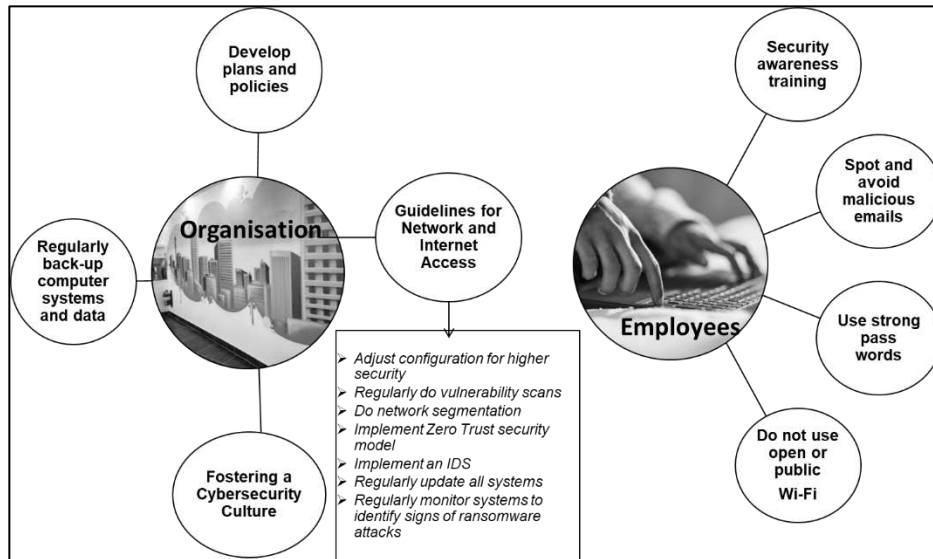 Develop
plans and
policies
Organisation
Regularly
back-up
computer
systems
and data
Guidelines for
Network and
Internet
Access
Fostering a
Cybersecurity
Culture
➢ Adjust configuration for higher
security
➢ Regularly do vulnerability scans
➢ Do network segmentation
➢ Implement Zero Trust security
model
➢ Implement an IDS
➢ Regularly update all systems
➢ Regularly monitor systems to
identify signs of ransomware
attacks
Security
awareness
training
Spot and
avoid
malicious
emails
Employees
Use strong
pass
words
Do not use
open or
public
Wi-Fi